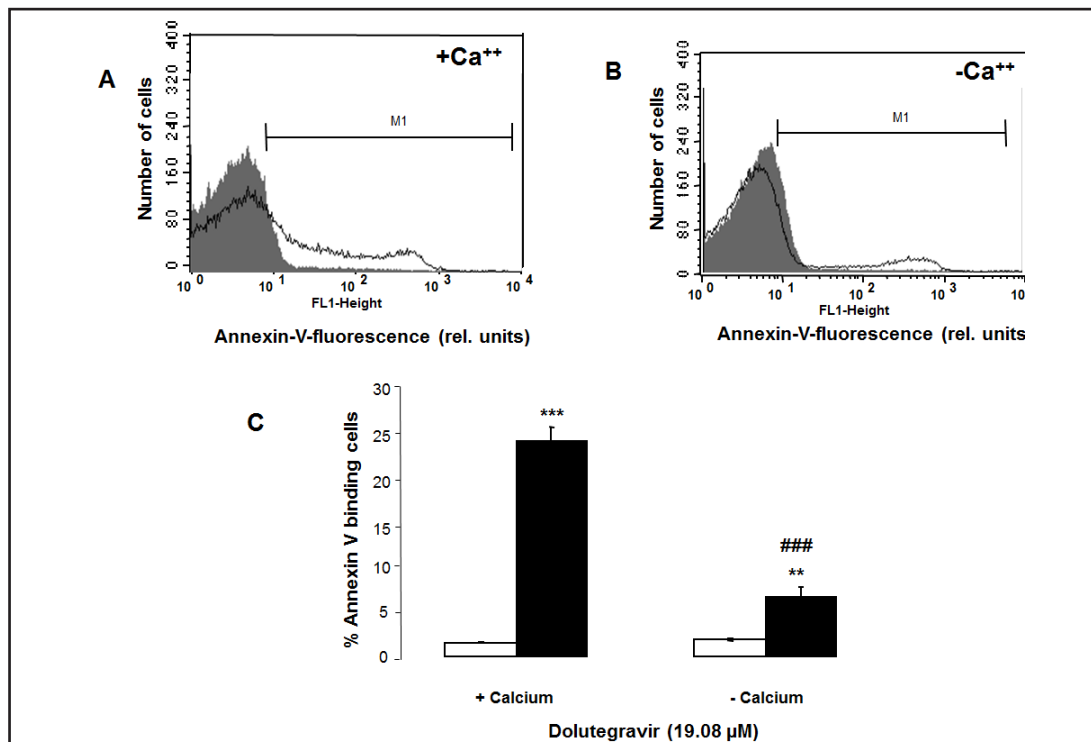 A
+Ca++
M1
Number of cells
400
320
240
160
80
0
10 0
10 1
10 2
10 3
10 4
FL1-Height
Annexin-V-fluorescence (rel. units)
B
-Ca++
M1
Number of cells
400
320
240
160
80
0
10 0
10 1
10 2
10 3
10
FL1-Height
Annexin-V-fluorescence (rel. units
C
% Annexin V binding cells
30
25
20
15
10
5
0
***
###
**
+ Calcium
- Calcium
Dolutegravir (19.08 µM)